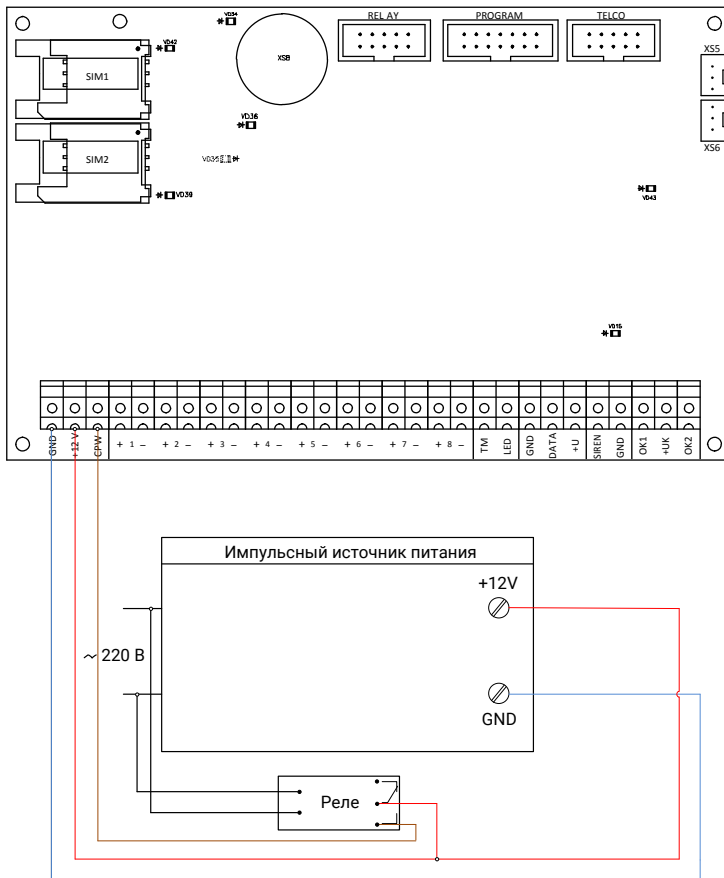 RELAY PROGRAM TELCO
VD34
VD42
XS8
XS5
SIM1
VD36
XS6
SIM2
VD35
VD39
VD43
VD15
GND +12 V CPW + 1 – + 2 – + 3 – + 4 – + 5 – + 6 – + 7 – + 8 – TM LED GND DATA +U SIREN GND OK1 +UK OK2
Импульсный источник питания
+12V
~ 220 В
GND
Реле